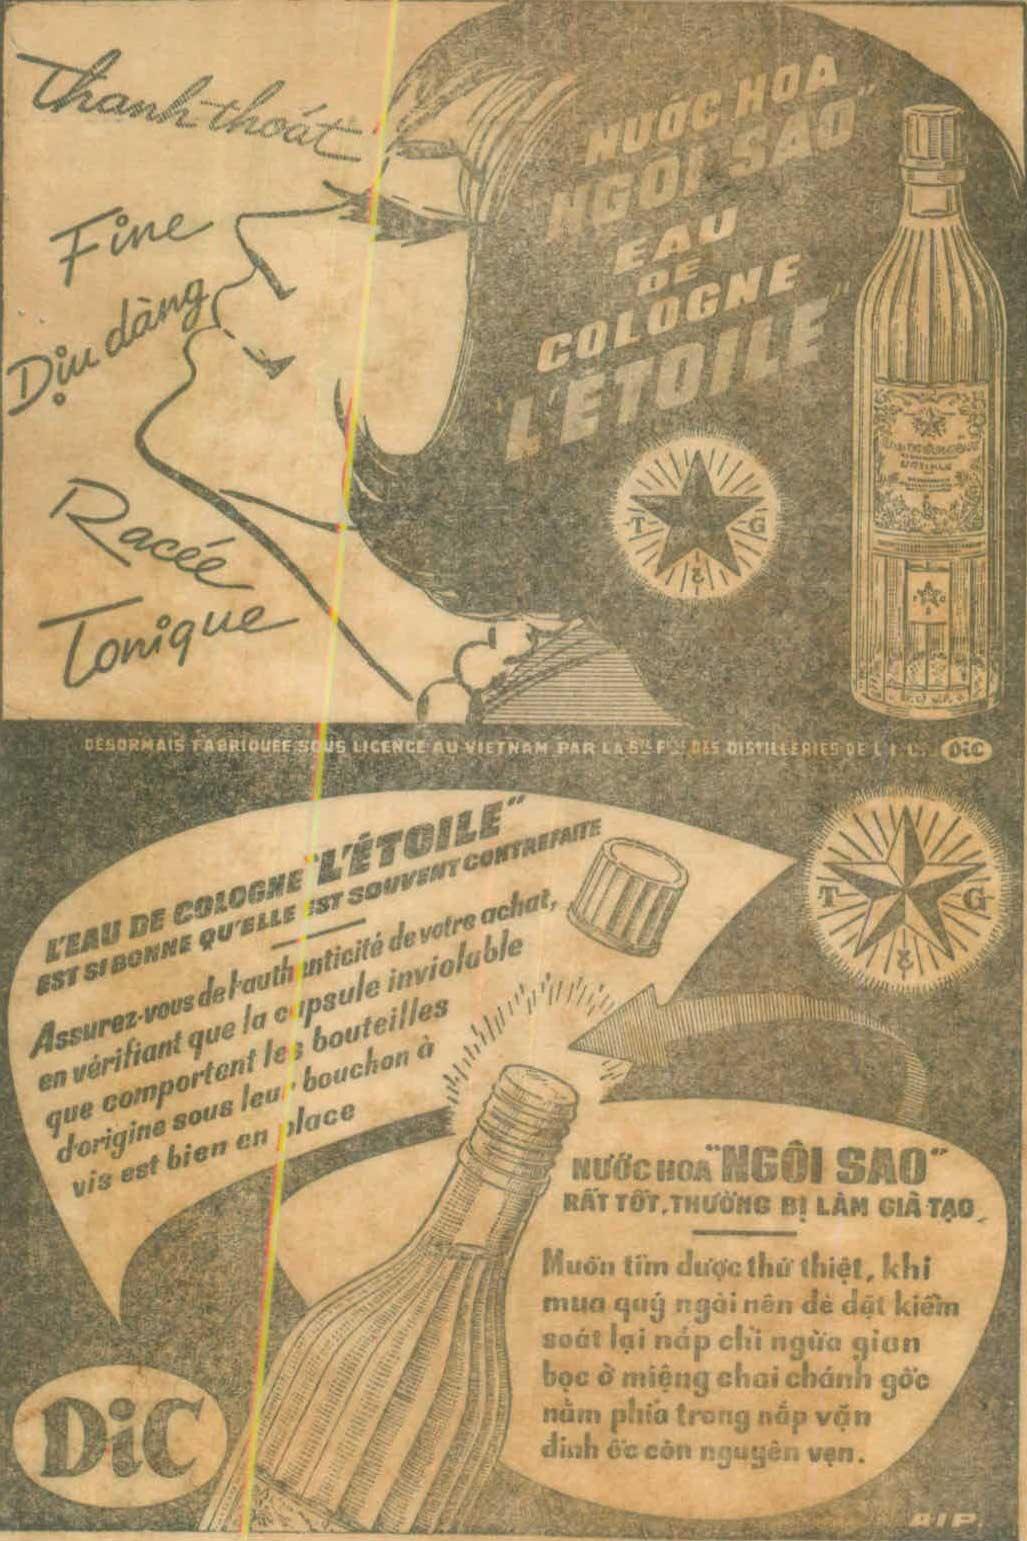 Thanh-thoát
Fine
Dịu dàng
Racée
Tonique
NƯỚC HOA
"NGÔI SAO"
EAU
DE
COLOGNE
"L'ÉTOILE"
T G
&
DÉSORMAIS FABRIQUÉE SOUS LICENCE AU VIETNAM PAR LA Sté Fse DES DISTILLERIES DE L'I. C. DiC
L'EAU DE COLOGNE "L'ÉTOILE"
EST SI BONNE QU'ELLE EST SOUVENT CONTREFAITE
Assurez-vous de l'authenticité de votre achat,
en vérifiant que la capsule inviolable
que comportent les bouteilles
d'origine sous leur bouchon à
vis est bien en place
T G
&
NƯỚC HOA "NGÔI SAO"
RẤT TỐT, THƯỜNG BỊ LÀM GIẢ TẠO
Muốn tìm được thứ thiệt, khi
mua quý ngài nên dè dặt kiểm
soát lại nắp chì ngừa gian
bọc ở miệng chai chánh gốc
nằm phía trong nắp vặn
đinh ốc còn nguyên vẹn.
DiC
AIP.